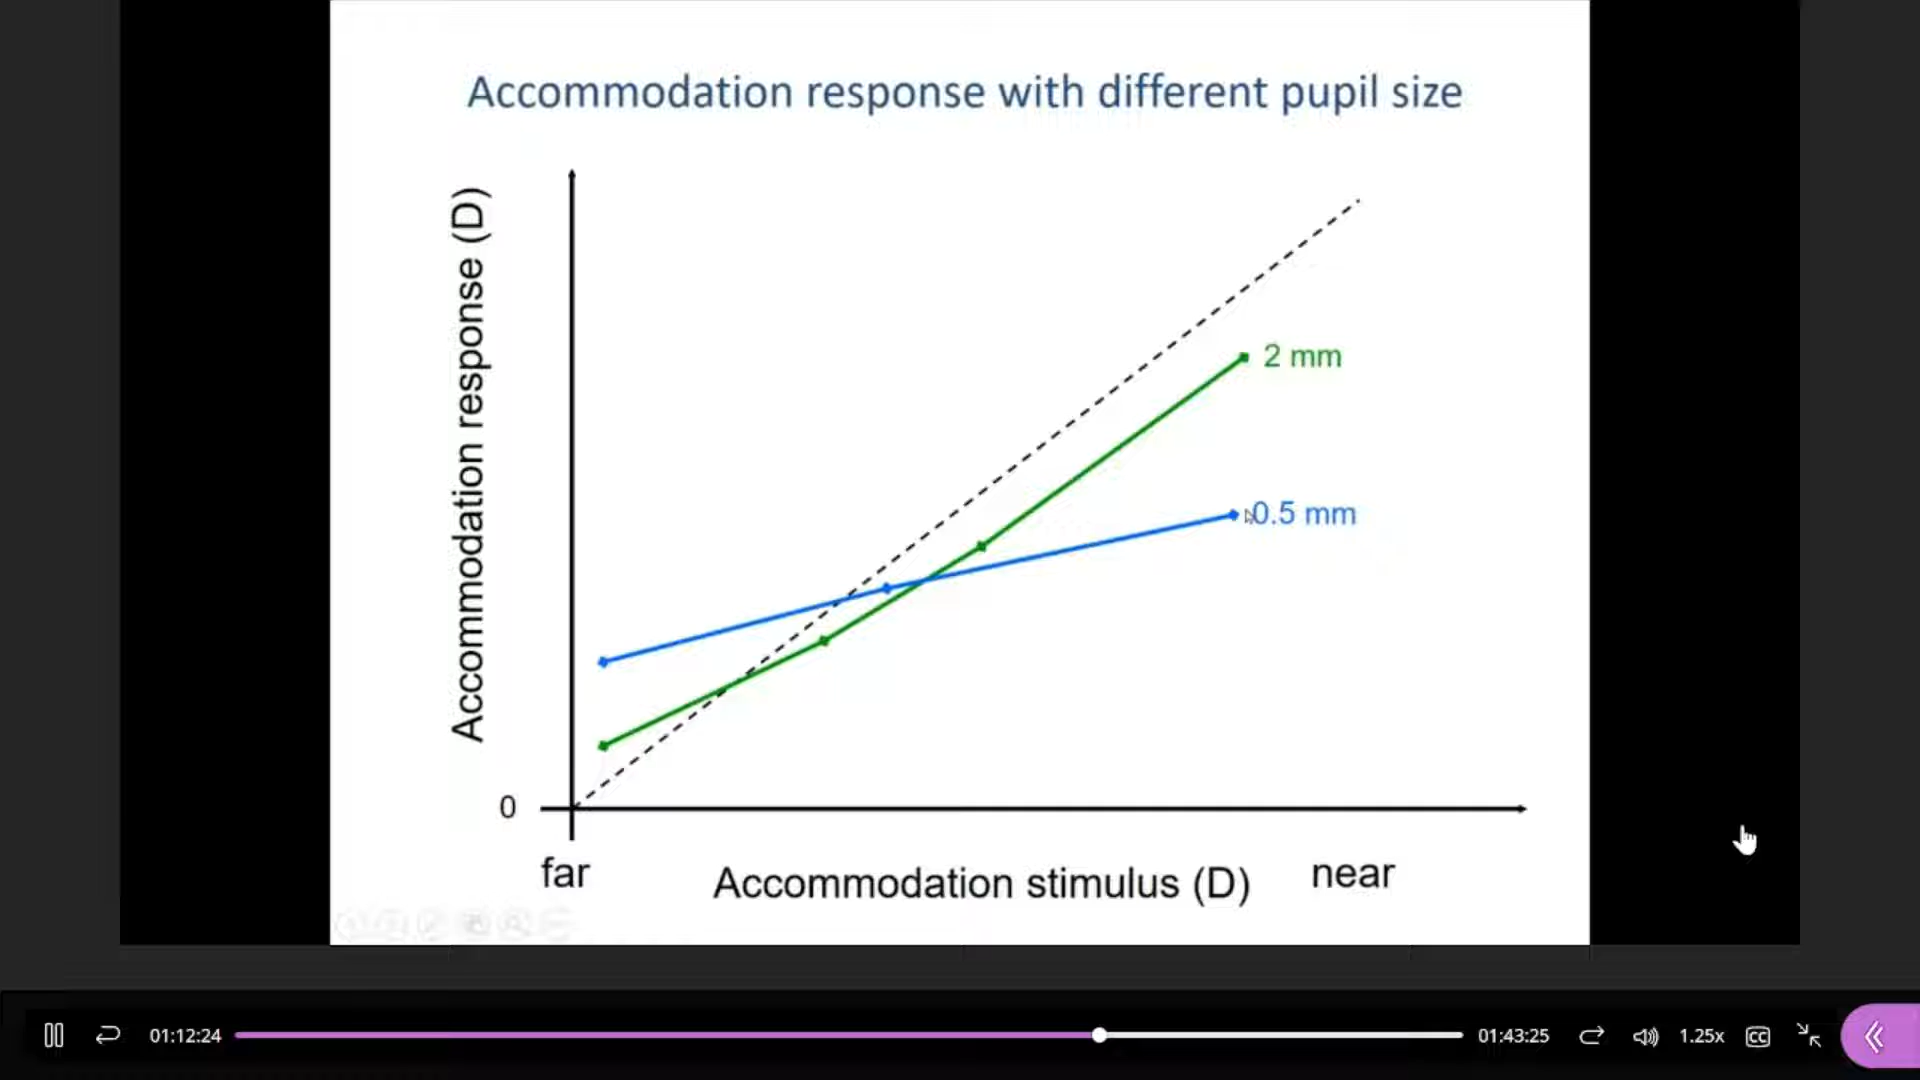 Accommodation response with different pupil size
Accommodation response (D)
2 mm
0.5 mm
0
far
Accommodation stimulus (D)
near
01:12:24
01:43:25
1.25x
CC